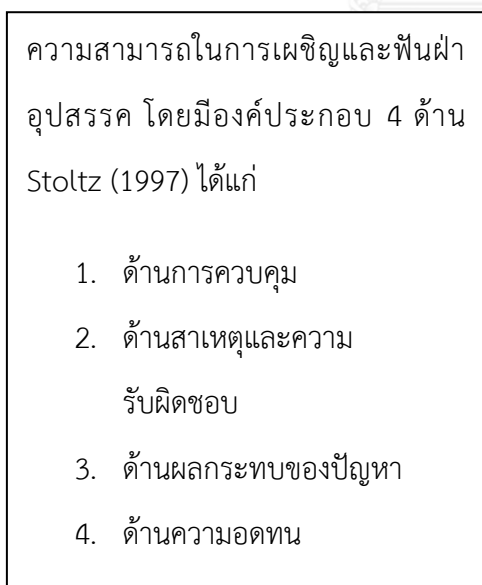 ความสามารถในการเผชิญและฟันฝ่า
อุปสรรค โดยมีองค์ประกอบ 4 ด้าน
Stoltz (1997) ได้แก่
1. ด้านการควบคุม
2. ด้านสาเหตุและความ
รับผิดชอบ
3. ด้านผลกระทบของปัญหา
4. ด้านความอดทน